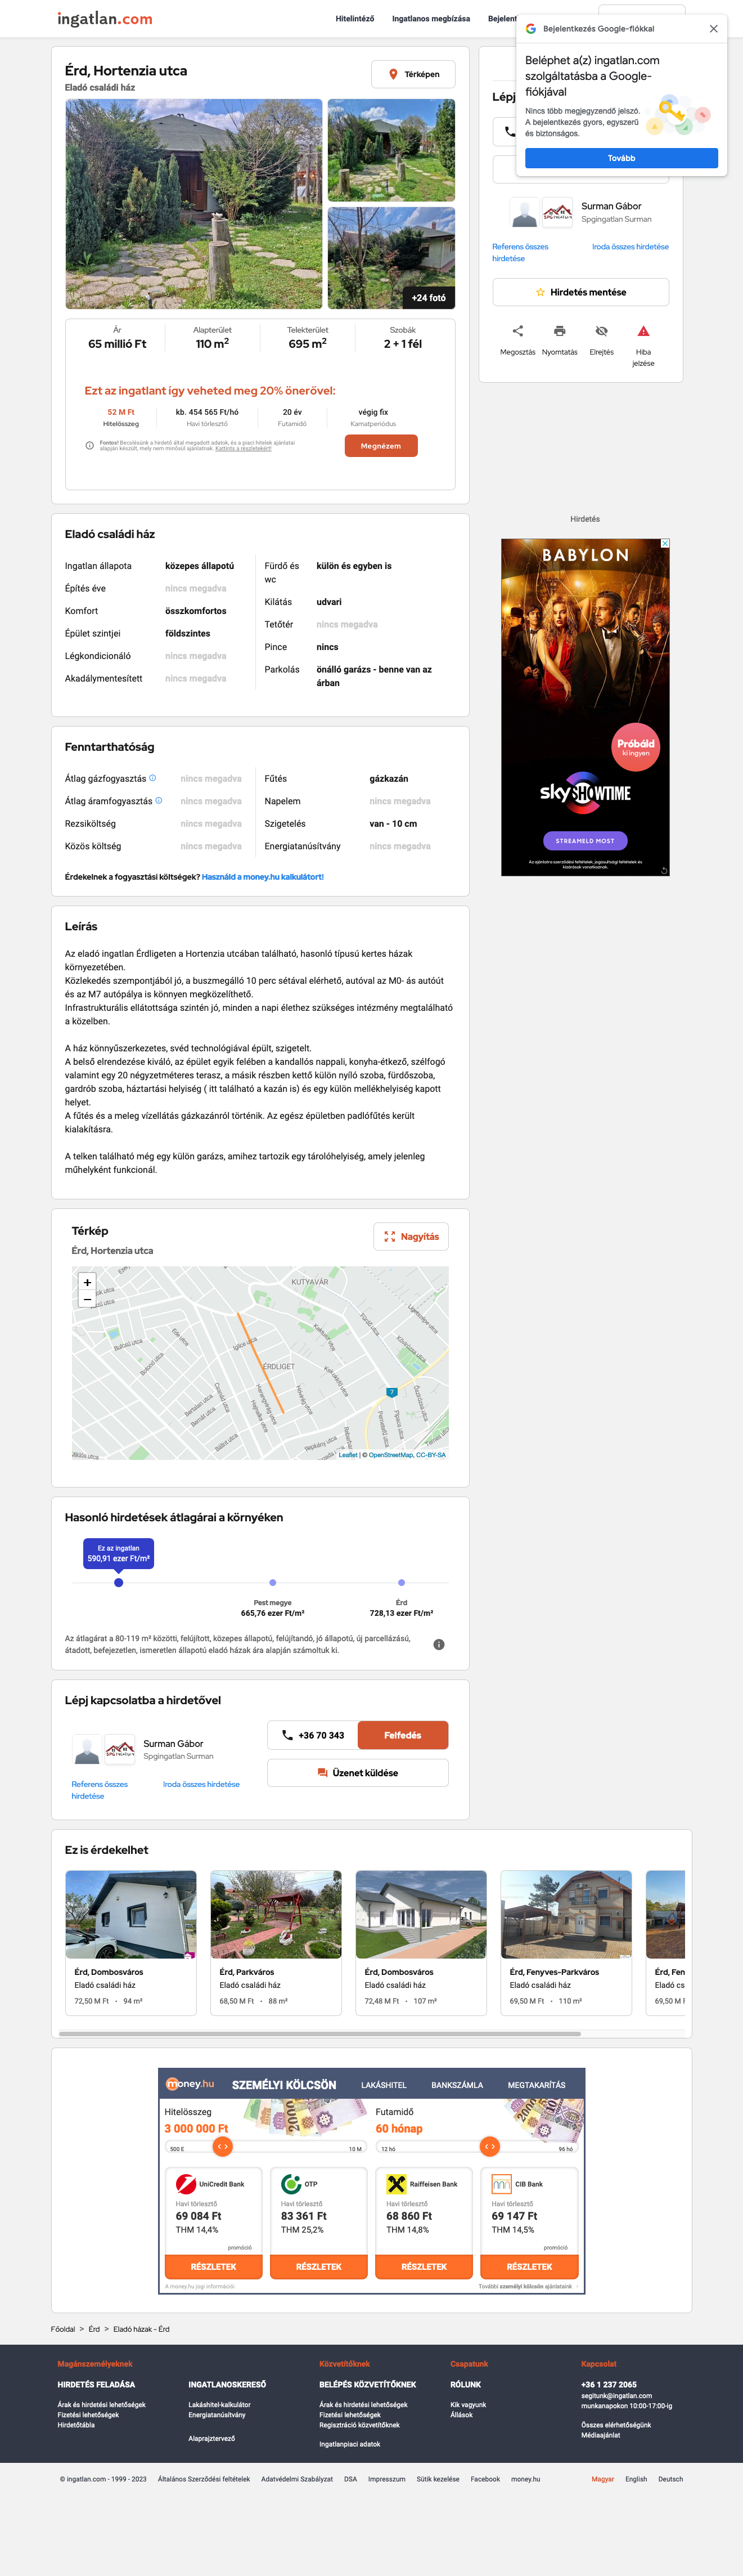 ingatlan.com
Hitelintéző
Ingatlanos megbízása
Bejelentkezés Google-fiókkal
Beléphet a(z) ingatlan.com
szolgáltatásba a Google-
fiókjával
Nincs több megjegyzendő jelszó.
A bejelentkezés gyors, egyszerű
és biztonságos.
Tovább
Érd, Hortenzia utca
Eladó családi ház
Térképen
+24 fotó
Surman Gábor
Spgingatlan Surman
Referens összes
hirdetése
Iroda összes hirdetése
Hirdetés mentése
Megosztás
Nyomtatás
Elrejtés
Hiba
jelzése
Ár
65 millió Ft
Alapterület
110 m²
Telekterület
695 m²
Szobák
2 + 1 fél
Ezt az ingatlant így veheted meg 20% önerővel:
52 M Ft
Hitelösszeg
kb. 454 565 Ft/hó
Havi törlesztő
20 év
Futamidő
végig fix
Kamatperiódus
Fontos! Becslésünk a hirdető által megadott adatok, és a piaci hitelek ajánlatai
alapján készült, mely nem minősül ajánlatnak. Kattints a részletekért!
Megnézem
Eladó családi ház
Ingatlan állapota közepes állapotú
Építés éve nincs megadva
Komfort összkomfortos
Épület szintjei földszintes
Légkondicionáló nincs megadva
Akadálymentesített nincs megadva
Fürdő és
wc
külön és egyben is
Kilátás udvari
Tetőtér nincs megadva
Pince nincs
Parkolás önálló garázs - benne van az
árban
Hirdetés
BABYLON
Próbáld
ki ingyen
sky SHOWTIME
STREAMELD MOST
Az ajánlatra szerződési feltételek, jogosultsági feltételek és
kizárások vonatkoznak.
Fenntarthatóság
Átlag gázfogyasztás nincs megadva
Átlag áramfogyasztás nincs megadva
Rezsiköltség nincs megadva
Közös költség nincs megadva
Fűtés gázkazán
Napelem nincs megadva
Szigetelés van - 10 cm
Energiatanúsítvány nincs megadva
Érdekelnek a fogyasztási költségek? Használd a money.hu kalkulátort!
Leírás
Az eladó ingatlan Érdligeten a Hortenzia utcában található, hasonló típusú kertes házak
környezetében.
Közlekedés szempontjából jó, a buszmegálló 10 perc sétával elérhető, autóval az M0- ás autóút
és az M7 autópálya is könnyen megközelíthető.
Infrastrukturális ellátottsága szintén jó, minden a napi élethez szükséges intézmény megtalálható
a közelben.
A ház könnyűszerkezetes, svéd technológiával épült, szigetelt.
A belső elrendezése kiváló, az épület egyik felében a kandallós nappali, konyha-étkező, szélfogó
valamint egy 20 négyzetméteres terasz, a másik részben kettő külön nyíló szoba, fürdőszoba,
gardrób szoba, háztartási helyiség ( itt található a kazán is) és egy külön mellékhelyiség kapott
helyet.
A fűtés és a meleg vízellátás gázkazánról történik. Az egész épületben padlófűtés került
kialakításra.
A telken található még egy külön garázs, amihez tartozik egy tárolóhelyiség, amely jelenleg
műhelyként funkcionál.
Térkép
Érd, Hortenzia utca
Nagyítás
+
−
KUTYAVÁR
ÉRDLIGET
7
Leaflet | © OpenStreetMap, CC-BY-SA
Hasonló hirdetések átlagárai a környéken
Ez az ingatlan
590,91 ezer Ft/m²
Pest megye
665,76 ezer Ft/m²
Érd
728,13 ezer Ft/m²
Az átlagárat a 80-119 m² közötti, felújított, közepes állapotú, felújítandó, jó állapotú, új parcellázású,
átadott, befejezetlen, ismeretlen állapotú eladó házak ára alapján számoltuk ki.
Lépj kapcsolatba a hirdetővel
Surman Gábor
Spgingatlan Surman
Referens összes
hirdetése
Iroda összes hirdetése
+36 70 343
Felfedés
Üzenet küldése
Ez is érdekelhet
Érd, Dombosváros
Eladó családi ház
72,50 M Ft • 94 m²
Érd, Parkváros
Eladó családi ház
68,50 M Ft • 88 m²
Érd, Dombosváros
Eladó családi ház
72,48 M Ft • 107 m²
Érd, Fenyves-Parkváros
Eladó családi ház
69,50 M Ft • 110 m²
Érd, Fen
Eladó cs
69,50 M F
money.hu
SZEMÉLYI KÖLCSÖN
LAKÁSHITEL
BANKSZÁMLA
MEGTAKARÍTÁS
Hitelösszeg
3 000 000 Ft
500 E
10 M
Futamidő
60 hónap
12 hó
96 hó
UniCredit Bank
Havi törlesztő
69 084 Ft
THM 14,4%
promóció
RÉSZLETEK
OTP
Havi törlesztő
83 361 Ft
THM 25,2%
RÉSZLETEK
Raiffeisen Bank
Havi törlesztő
68 860 Ft
THM 14,8%
RÉSZLETEK
CIB Bank
Havi törlesztő
69 147 Ft
THM 14,5%
promóció
RÉSZLETEK
A money.hu jogi információi
További személyi kölcsön ajánlataink
Főoldal > Érd > Eladó házak - Érd
Magánszemélyeknek
HIRDETÉS FELADÁSA
Árak és hirdetési lehetőségek
Fizetési lehetőségek
Hirdetőtábla
INGATLANOSKERESŐ
Lakáshitel-kalkulátor
Energiatanúsítvány
Alaprajztervező
Közvetítőknek
BELÉPÉS KÖZVETÍTŐKNEK
Árak és hirdetési lehetőségek
Fizetési lehetőségek
Regisztráció közvetítőknek
Ingatlanpiaci adatok
Csapatunk
RÓLUNK
Kik vagyunk
Állások
Kapcsolat
+36 1 237 2065
segitunk@ingatlan.com
munkanapokon 10:00-17:00-ig
Összes elérhetőségünk
Médiaajánlat
© ingatlan.com - 1999 - 2023
Általános Szerződési feltételek
Adatvédelmi Szabályzat
DSA
Impresszum
Sütik kezelése
Facebook
money.hu
Magyar
English
Deutsch